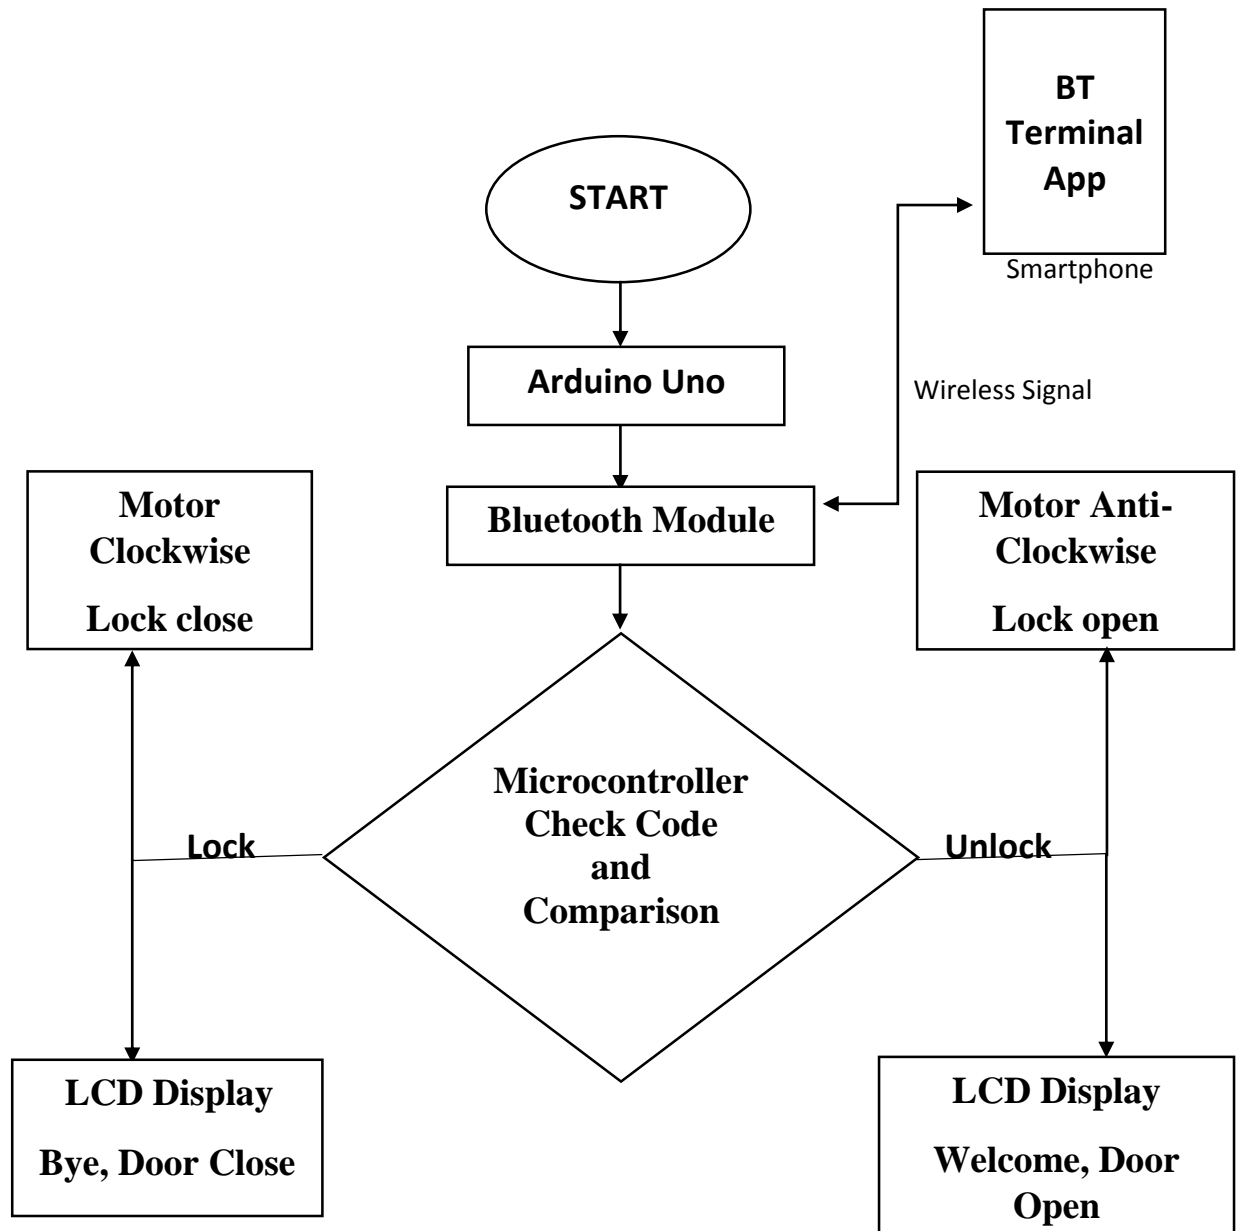 BT
Terminal
App
Smartphone
START
Arduino Uno
Wireless Signal
Bluetooth Module
Motor
Clockwise
Lock close
Motor Anti-
Clockwise
Lock open
Microcontroller
Check Code
and
Comparison
Lock
Unlock
LCD Display
Bye, Door Close
LCD Display
Welcome, Door
Open